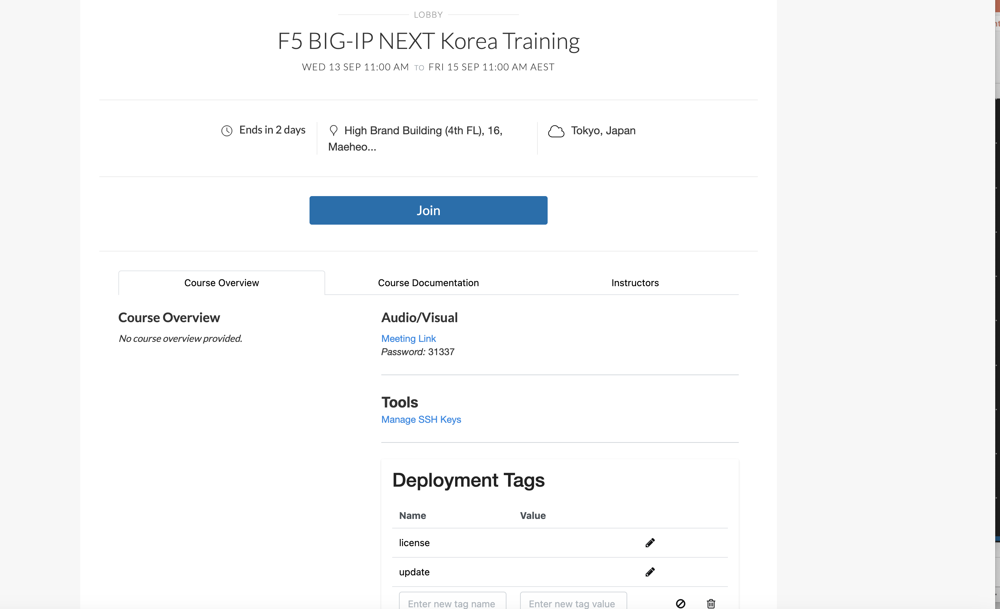 LOBBY
F5 BIG-IP NEXT Korea Training
WED 13 SEP 11:00 AM TO FRI 15 SEP 11:00 AM AEST
Ends in 2 days
High Brand Building (4th FL), 16,
Maeheo...
Tokyo, Japan
Join
Course Overview
Course Documentation
Instructors
Course Overview
No course overview provided.
Audio/Visual
Meeting Link
Password: 31337
Tools
Manage SSH Keys
Deployment Tags
Name Value
license
update
Enter new tag name
Enter new tag value